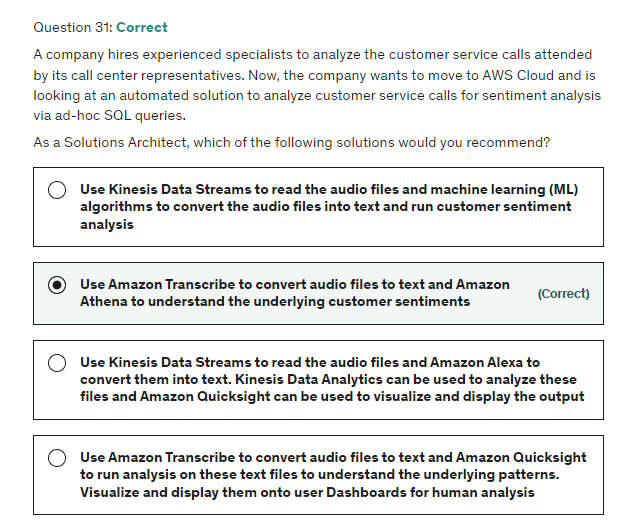 Question 31: Correct
A company hires experienced specialists to analyze the customer service calls attended
by its call center representatives. Now, the company wants to move to AWS Cloud and is
looking at an automated solution to analyze customer service calls for sentiment analysis
via ad-hoc SQL queries.
As a Solutions Architect, which of the following solutions would you recommend?
Use Kinesis Data Streams to read the audio files and machine learning (ML)
algorithms to convert the audio files into text and run customer sentiment
analysis
Use Amazon Transcribe to convert audio files to text and Amazon
Athena to understand the underlying customer sentiments
(Correct)
Use Kinesis Data Streams to read the audio files and Amazon Alexa to
convert them into text. Kinesis Data Analytics can be used to analyze these
files and Amazon Quicksight can be used to visualize and display the output
Use Amazon Transcribe to convert audio files to text and Amazon Quicksight
to run analysis on these text files to understand the underlying patterns.
Visualize and display them onto user Dashboards for human analysis